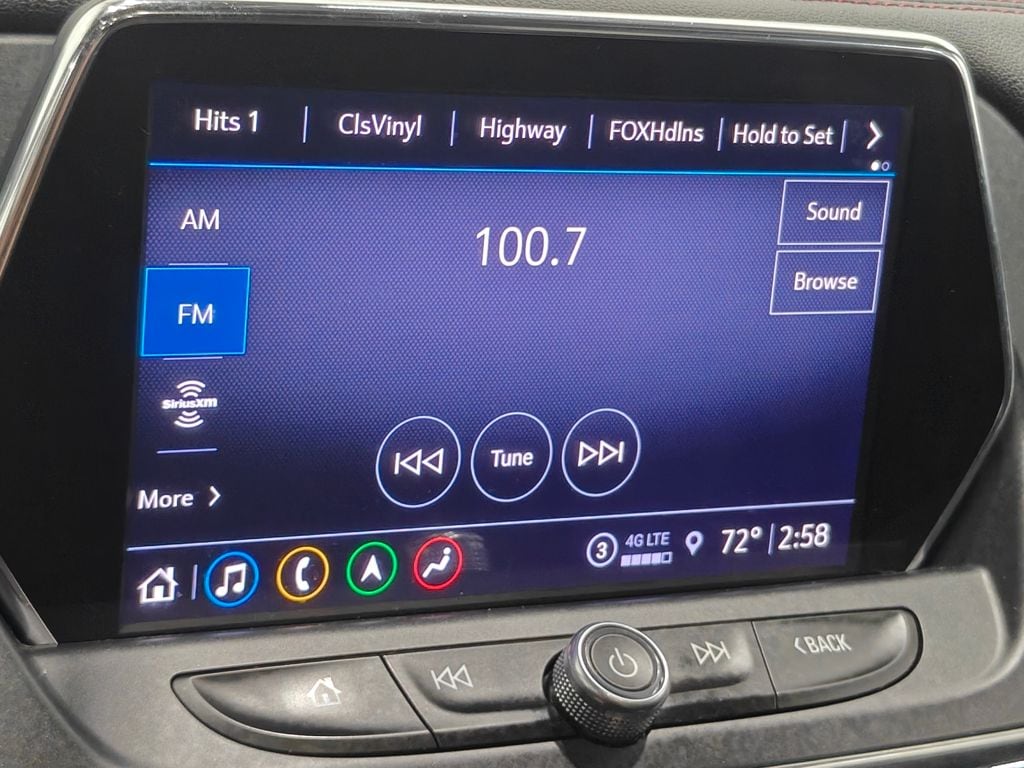 Hits 1
ClsVinyl
Highway
FOXHdlns
Hold to Set
AM
100.7
Sound
Browse
FM
SiriusXM
Tune
More
3
4G LTE
72°
2:58
BACK